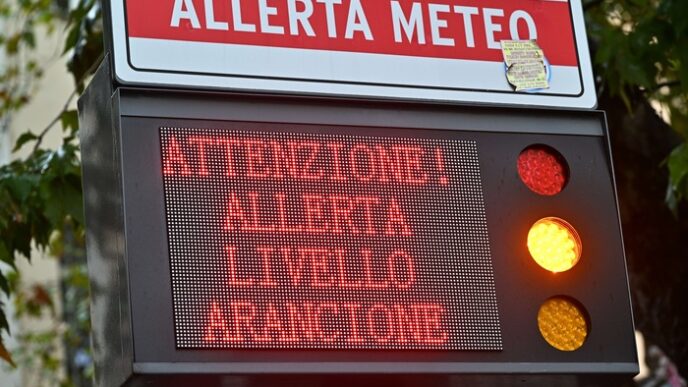 ALLERTA METEO
ATTENZIONE!
ALLERTA
LIVELLO
ARANCIONE